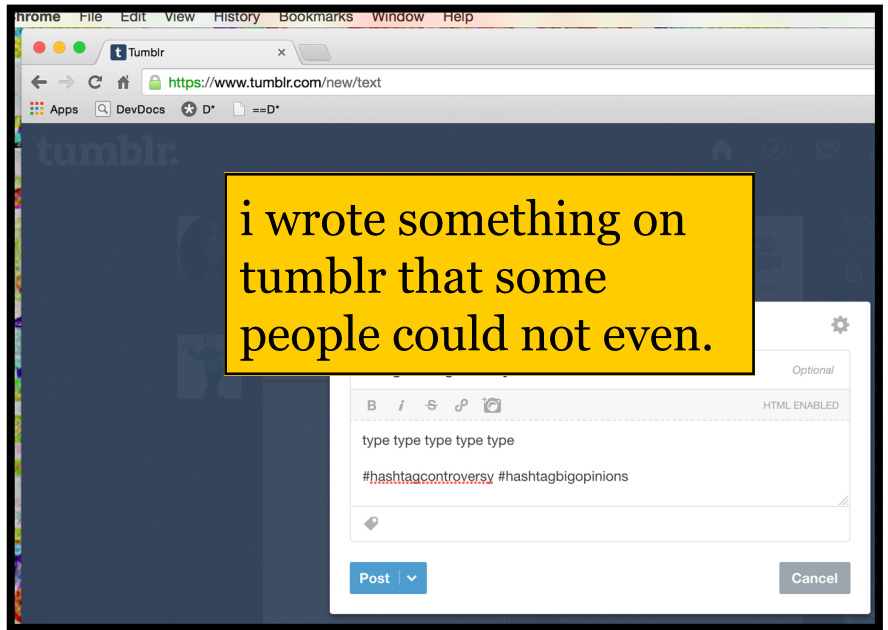 Chrome File Edit View History Bookmarks Window Help
Tumblr
https://www.tumblr.com/new/text
Apps DevDocs D* ==D*
tumblr.
i wrote something on
tumblr that some
people could not even.
Optional
B i S HTML ENABLED
type type type type type
#hashtagcontroversy #hashtagbigopinions
Post Cancel